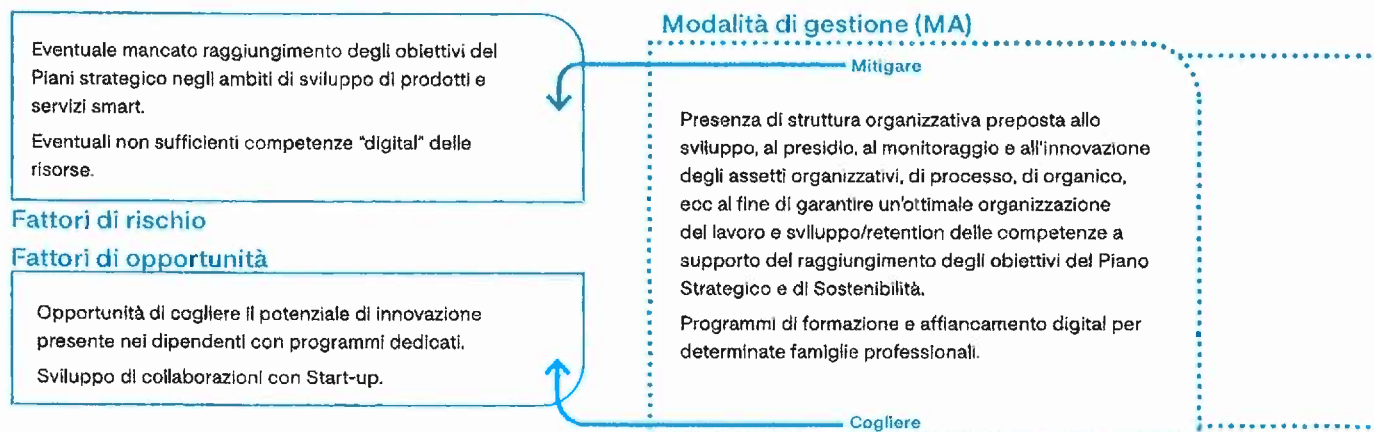 Eventuale mancato raggiungimento degli obiettivi del
Piani strategico negli ambiti di sviluppo di prodotti e
servizi smart.
Eventuali non sufficienti competenze "digital" delle
risorse.
Fattori di rischio
Fattori di opportunità
Opportunità di cogliere il potenziale di innovazione
presente nei dipendenti con programmi dedicati.
Sviluppo di collaborazioni con Start-up.
Modalità di gestione (MA)
Mitigare
Presenza di struttura organizzativa preposta allo
sviluppo, al presidio, al monitoraggio e all'innovazione
degli assetti organizzativi, di processo, di organico,
ecc al fine di garantire un'ottimale organizzazione
del lavoro e sviluppo/retention delle competenze a
supporto del raggiungimento degli obiettivi del Piano
Strategico e di Sostenibilità.
Programmi di formazione e affiancamento digital per
determinate famiglie professionali.
Cogliere